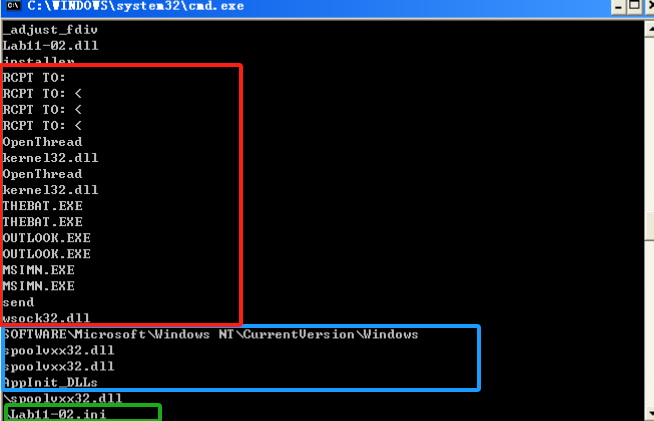 C:\WINDOWS\system32\cmd.exe
_adjust_fdiv
Lab11-02.dll
installer
RCPT TO:
RCPT TO: <
RCPT TO: <
RCPT TO: <
OpenThread
kernel32.dll
OpenThread
kernel32.dll
THEBAT.EXE
THEBAT.EXE
OUTLOOK.EXE
OUTLOOK.EXE
MSIMN.EXE
MSIMN.EXE
send
wsock32.dll
SOFTWARE\Microsoft\Windows NT\CurrentVersion\Windows
spoolvxx32.dll
spoolvxx32.dll
AppInit_DLLs
\spoolvxx32.dll
\Lab11-02.ini